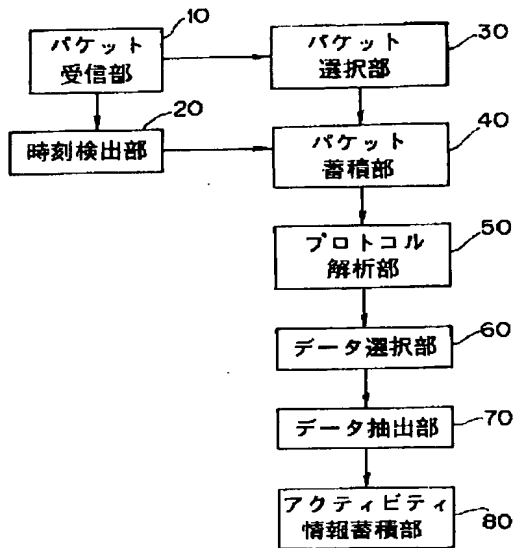 10
パケット
受信部
30
パケット
選択部
20
時刻検出部
40
パケット
蓄積部
50
プロトコル
解析部
60
データ選択部
70
データ抽出部
アクティビティ
情報蓄積部
80